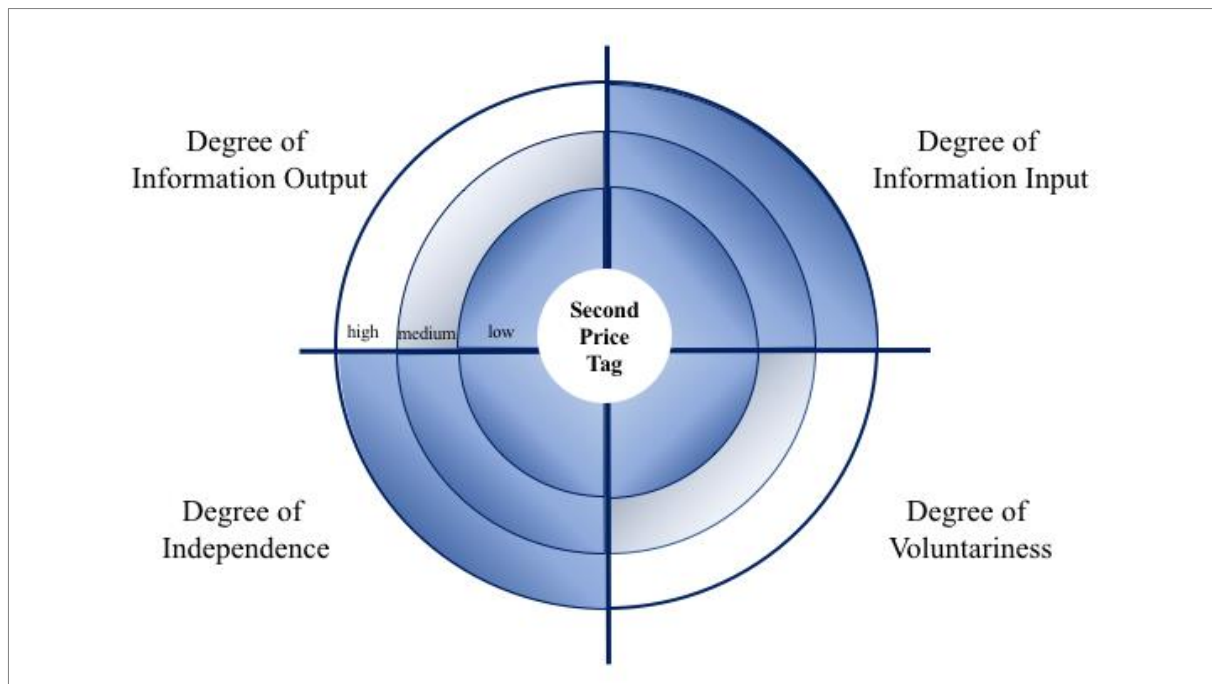 Degree of
Information Output
Degree of
Information Input
high
medium
low
Second
Price
Tag
Degree of
Independence
Degree of
Voluntariness